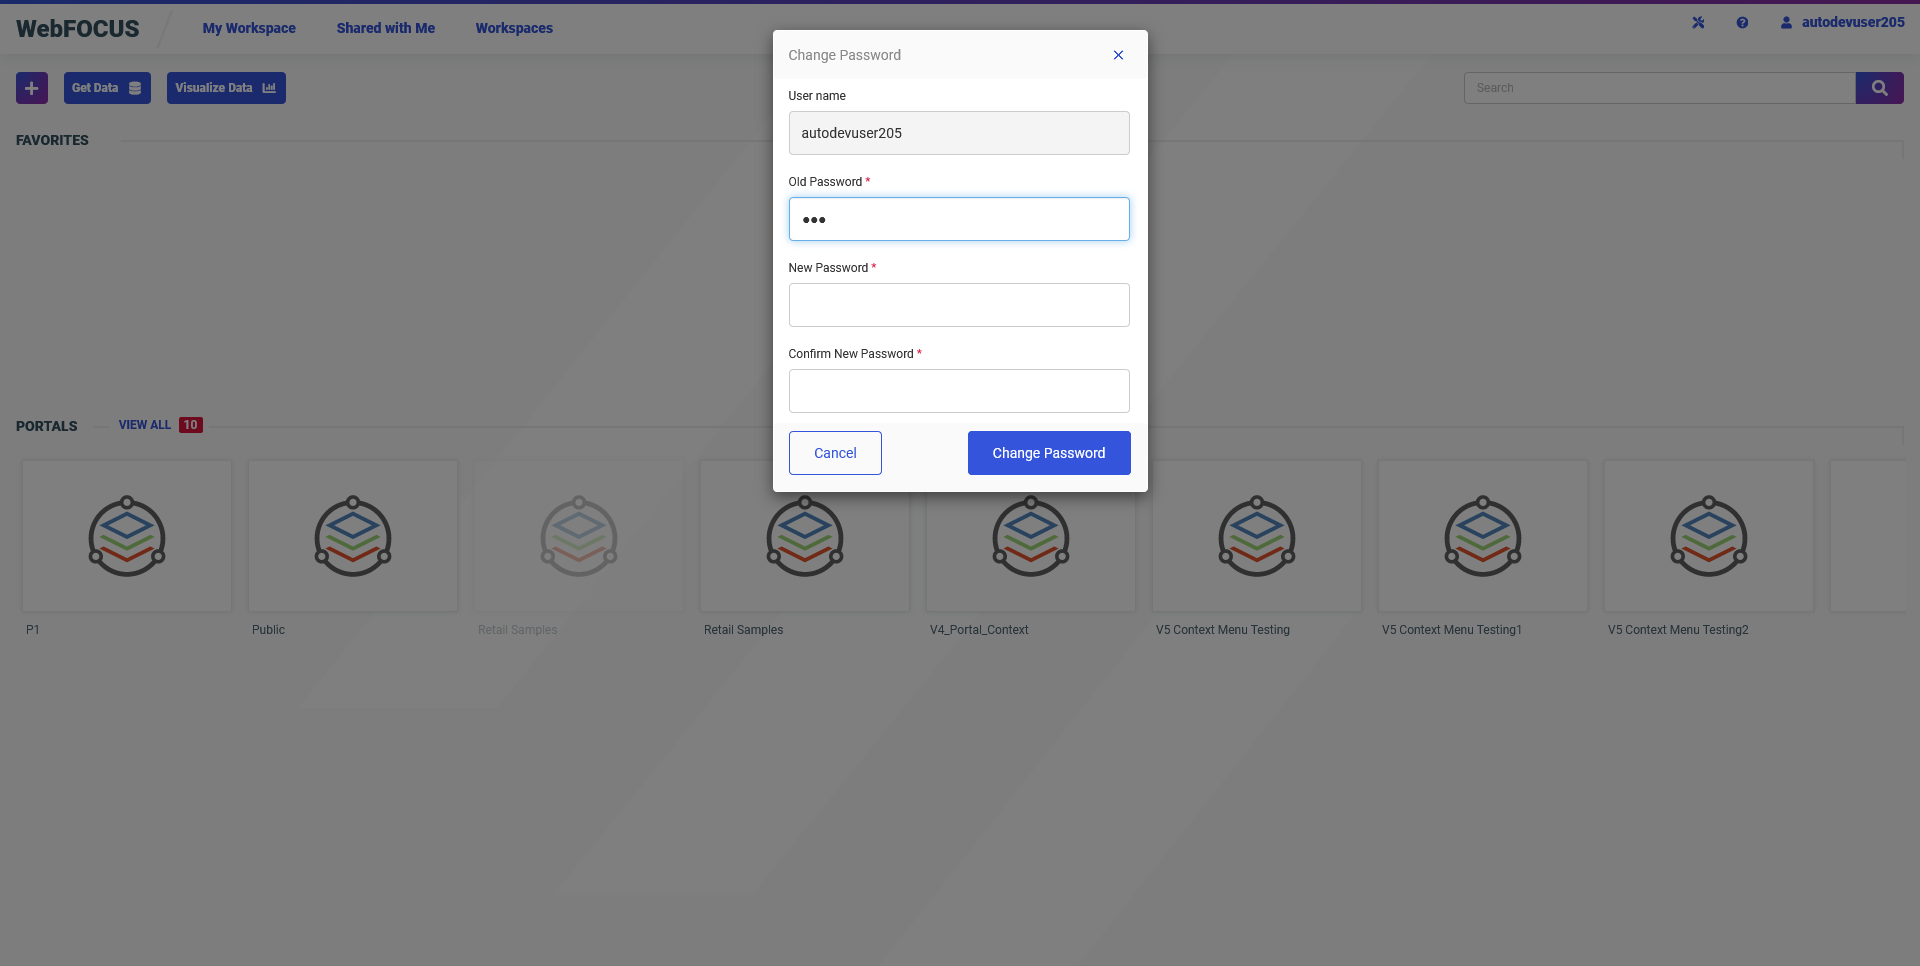 WebFOCUS
My Workspace
Shared with Me
Workspaces
autodevuser205
Get Data
Visualize Data
Search
FAVORITES
Change Password
User name
autodevuser205
Old Password *
New Password *
Confirm New Password *
Cancel
Change Password
PORTALS
VIEW ALL 10
P1
Public
Retail Samples
Retail Samples
V4_Portal_Context
V5 Context Menu Testing
V5 Context Menu Testing1
V5 Context Menu Testing2